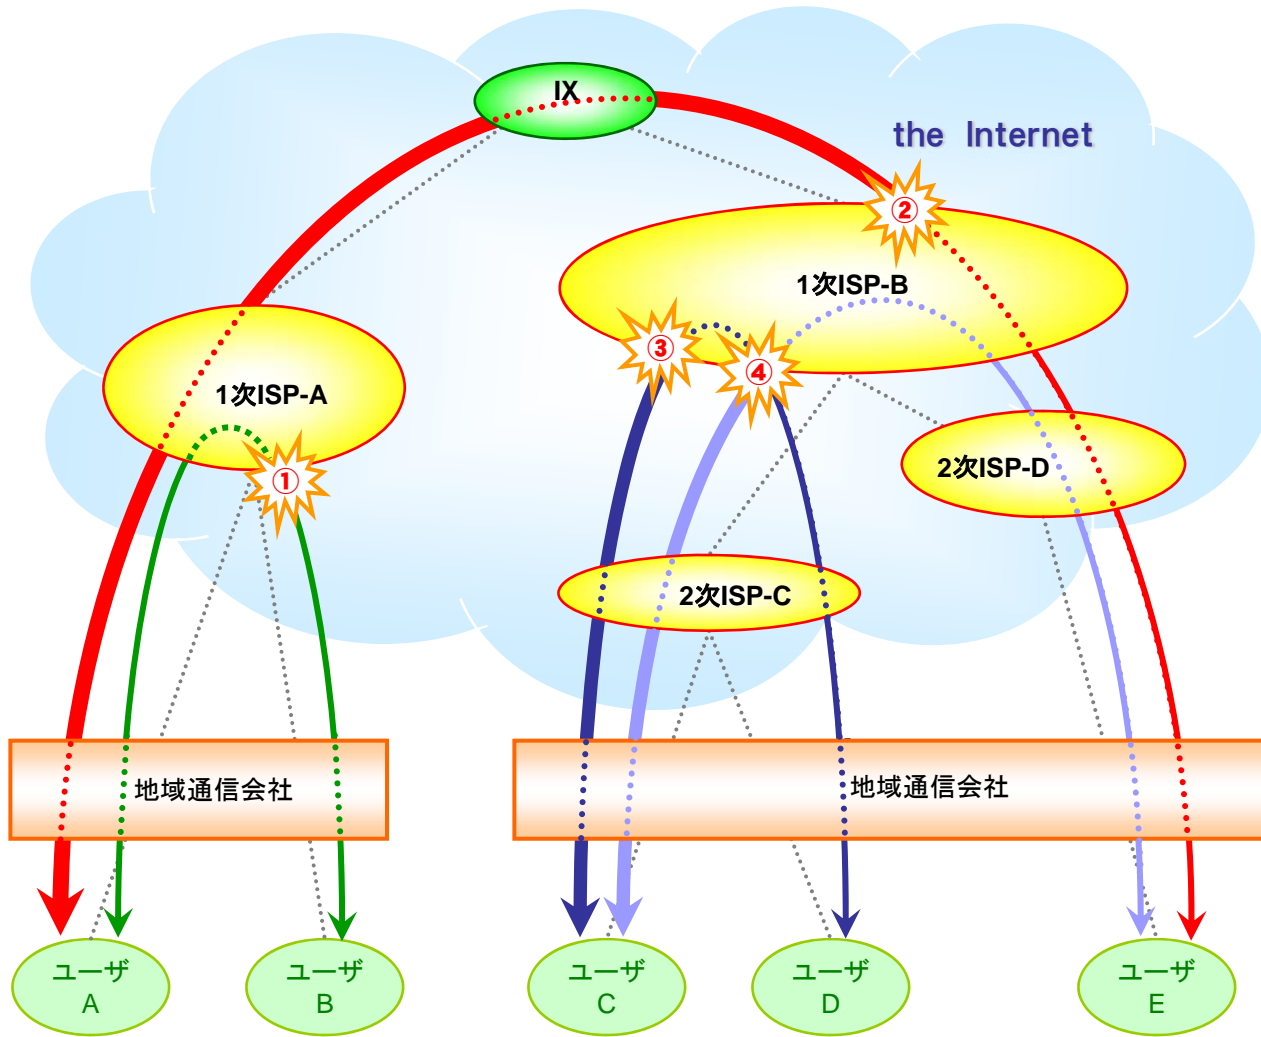 IX
the Internet
②
1次ISP-B
③
④
1次ISP-A
①
2次ISP-D
2次ISP-C
地域通信会社
地域通信会社
ユーザ
A
ユーザ
B
ユーザ
C
ユーザ
D
ユーザ
E